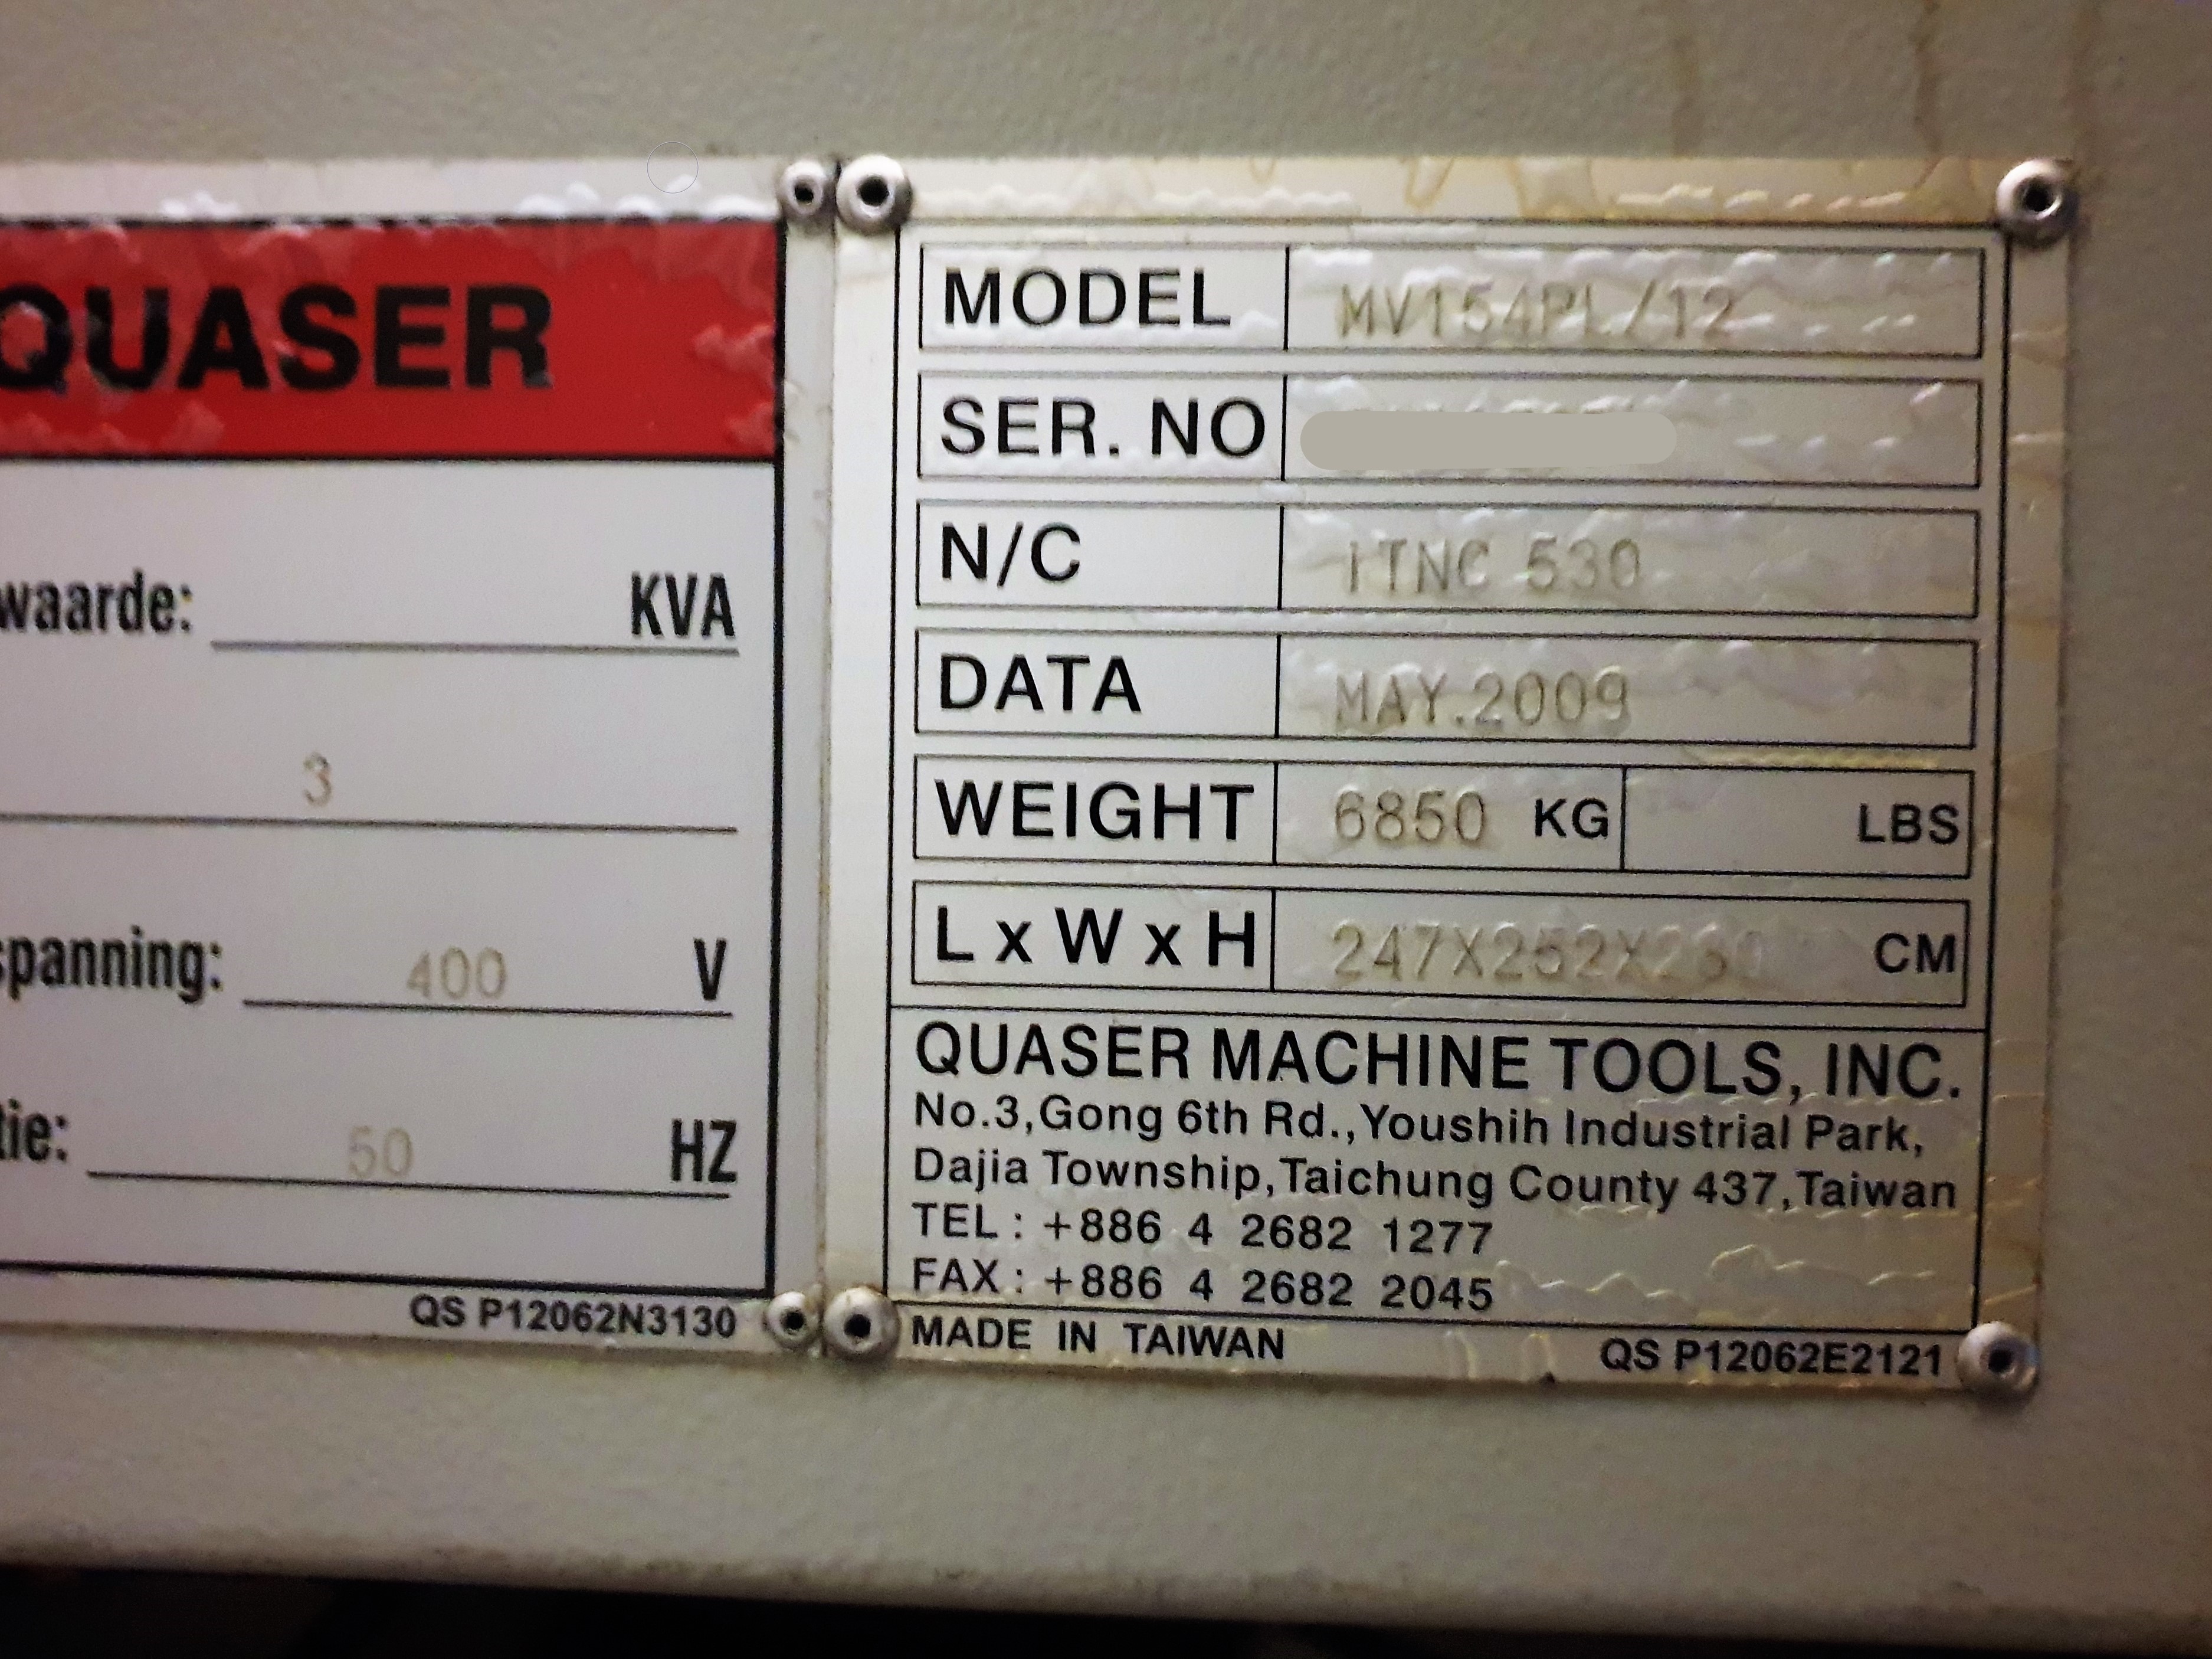 QUASER
waarde: KVA
3
spanning: 400 V
tie: 50 HZ
QS P12062N3130
MODEL MV154PL/12
SER. NO
N/C ITNC 530
DATA MAY.2009
WEIGHT 6850 KG LBS
L x W x H 247X252X230 CM
QUASER MACHINE TOOLS, INC.
No.3,Gong 6th Rd.,Youshih Industrial Park,
Dajia Township,Taichung County 437,Taiwan
TEL : +886 4 2682 1277
FAX : +886 4 2682 2045
MADE IN TAIWAN QS P12062E2121